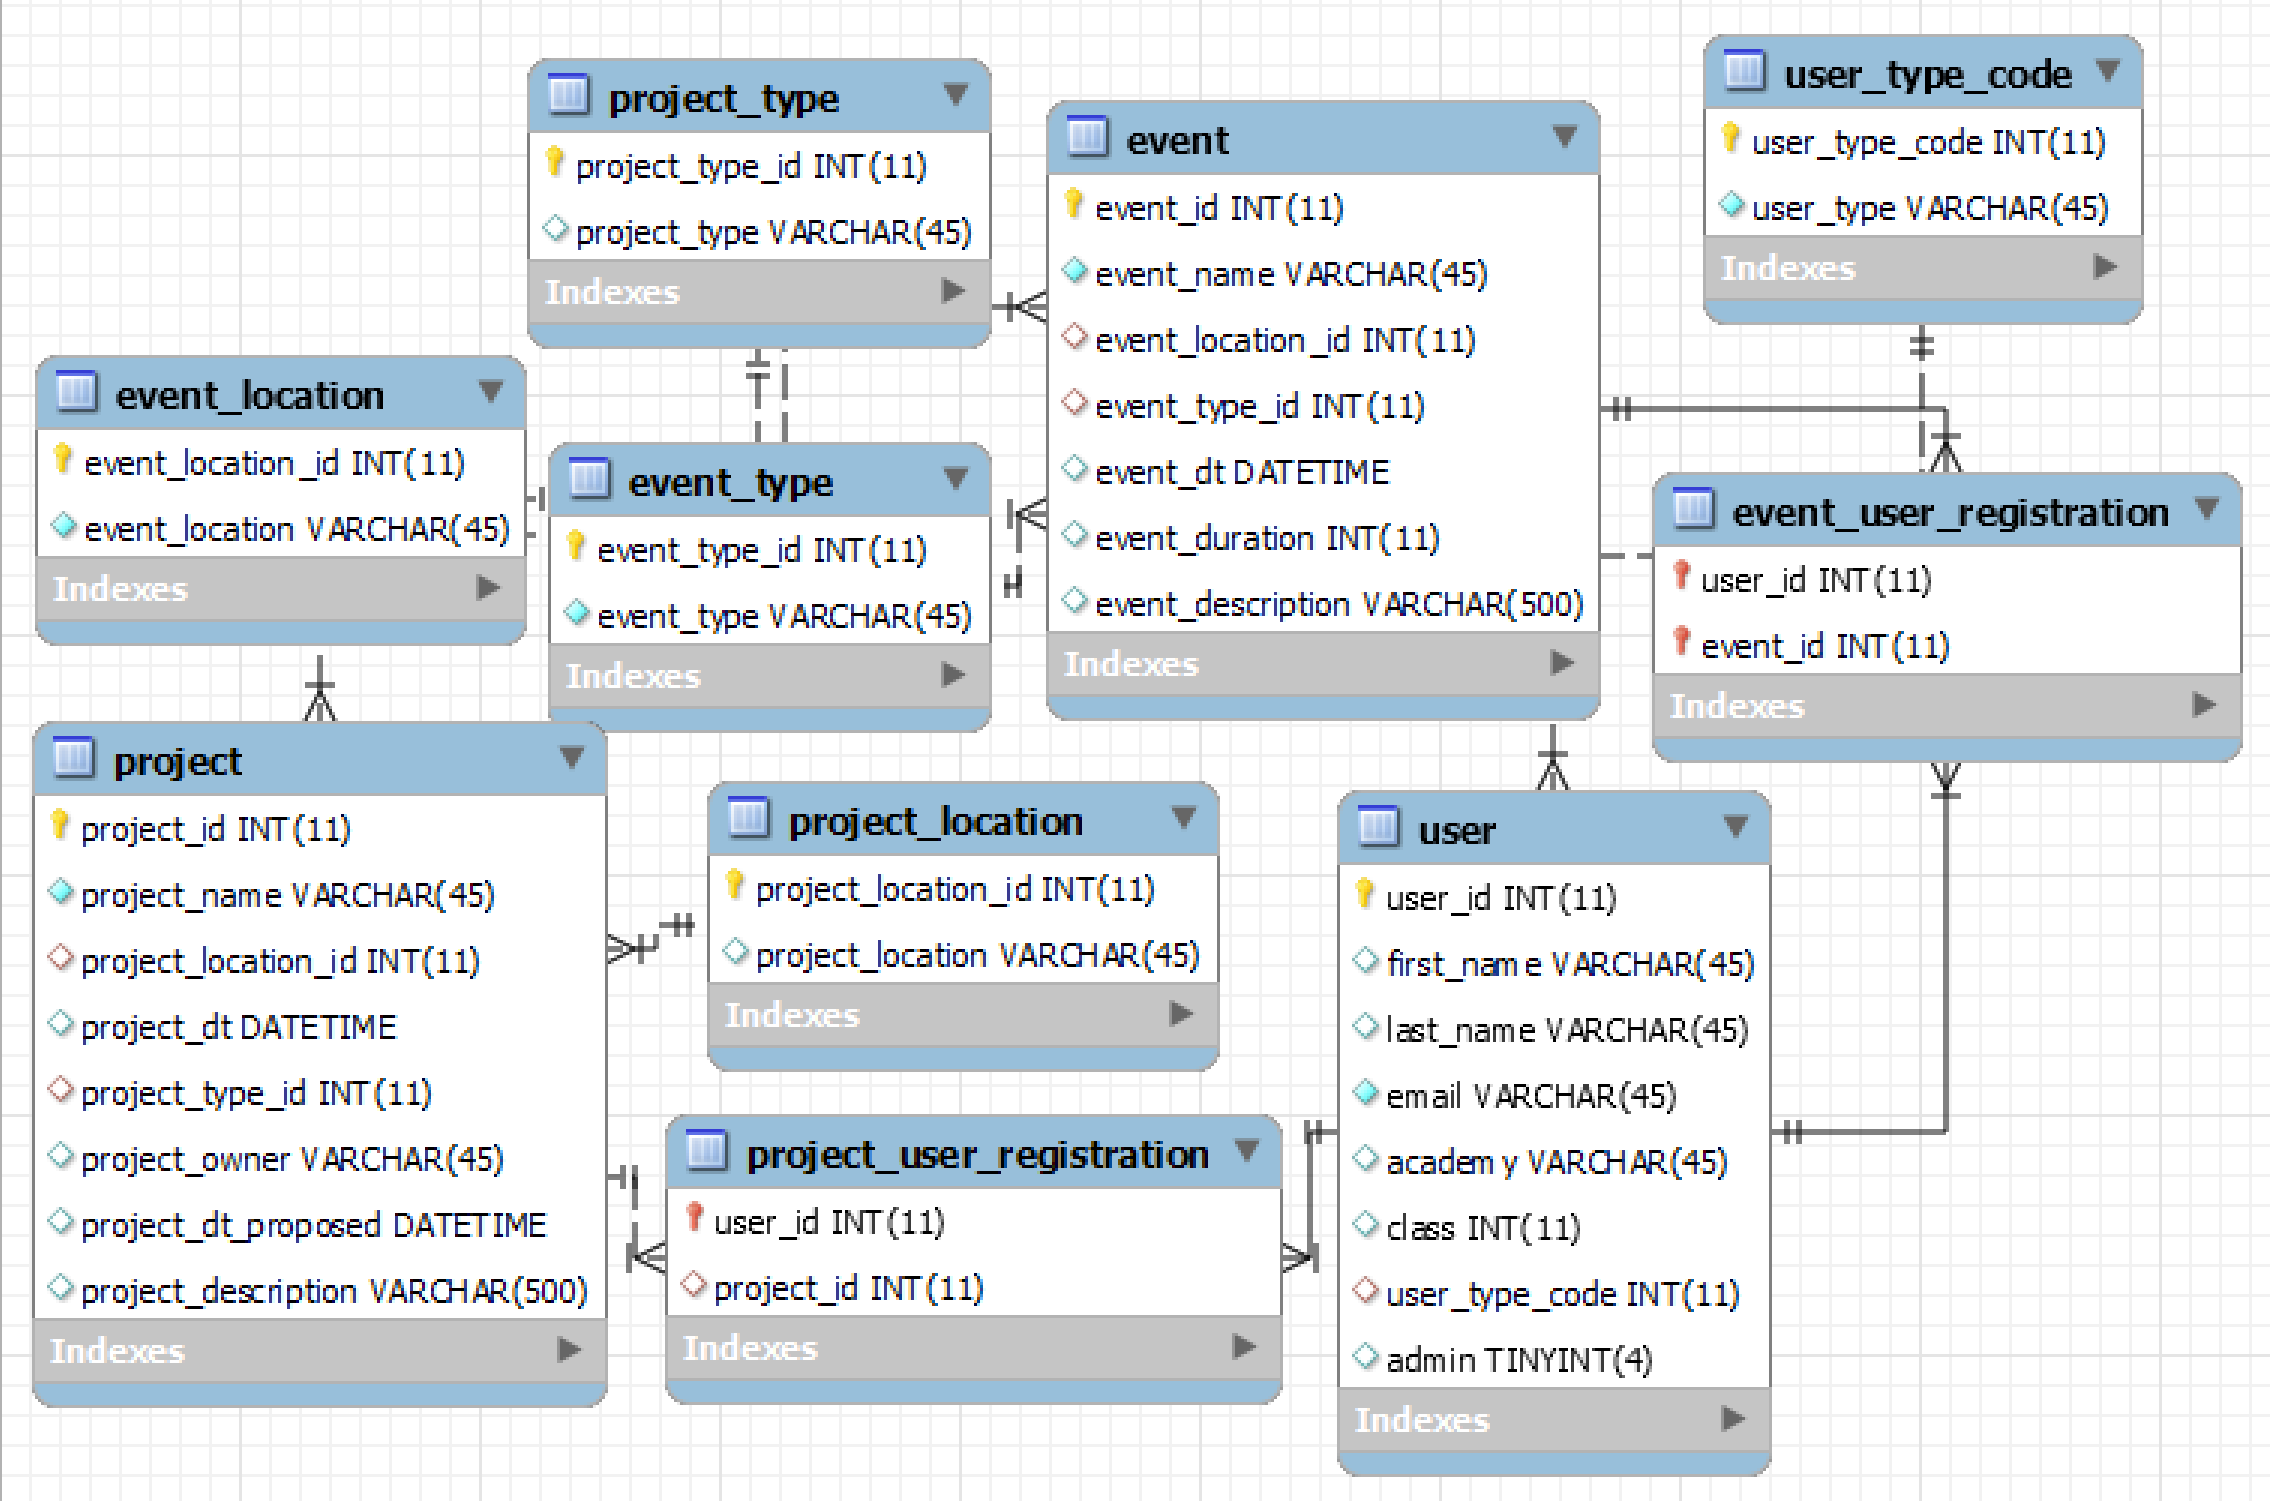 project_type
project_type_id INT(11)
project_type VARCHAR(45)
Indexes
event
event_id INT(11)
event_name VARCHAR(45)
event_location_id INT(11)
event_type_id INT(11)
event_dt DATETIME
event_duration INT(11)
event_description VARCHAR(500)
Indexes
user_type_code
user_type_code INT(11)
user_type VARCHAR(45)
Indexes
event_location
event_location_id INT(11)
event_location VARCHAR(45)
Indexes
event_type
event_type_id INT(11)
event_type VARCHAR(45)
Indexes
event_user_registration
user_id INT(11)
event_id INT(11)
Indexes
project
project_id INT(11)
project_name VARCHAR(45)
project_location_id INT(11)
project_dt DATETIME
project_type_id INT(11)
project_owner VARCHAR(45)
project_dt_proposed DATETIME
project_description VARCHAR(500)
Indexes
project_location
project_location_id INT(11)
project_location VARCHAR(45)
Indexes
project_user_registration
user_id INT(11)
project_id INT(11)
Indexes
user
user_id INT(11)
first_name VARCHAR(45)
last_name VARCHAR(45)
email VARCHAR(45)
academy VARCHAR(45)
class INT(11)
user_type_code INT(11)
admin TINYINT(4)
Indexes